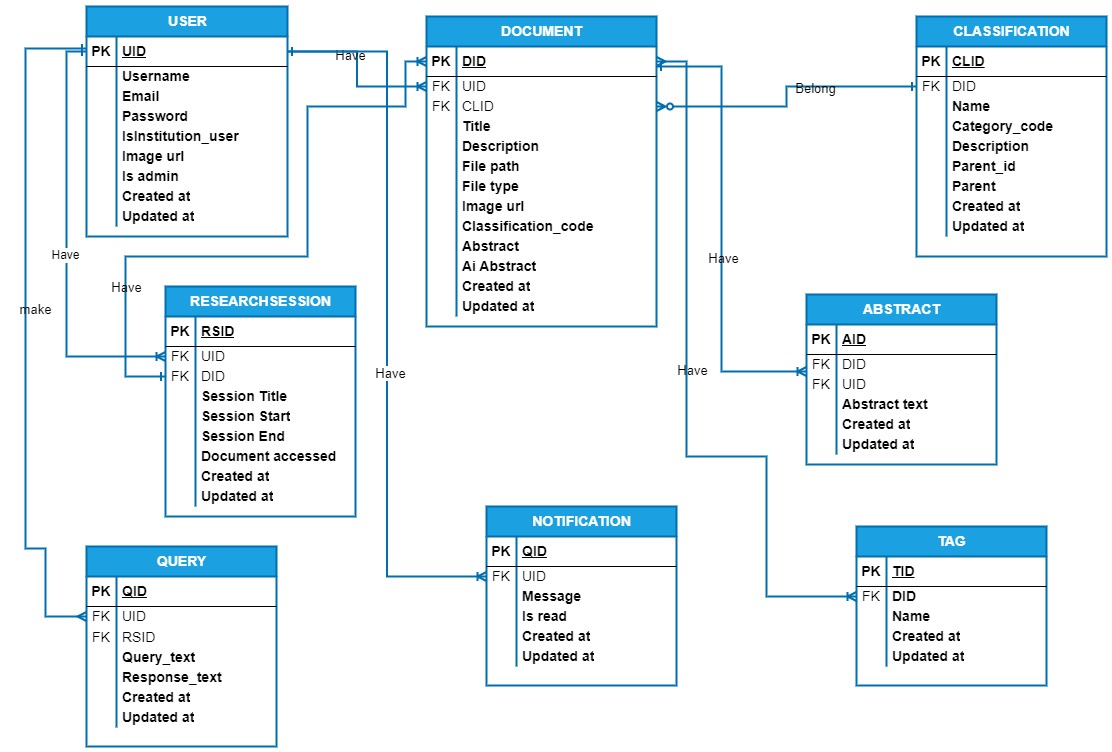 USER
PK UID
Username
Email
Password
IsInstitution_user
Image url
Is admin
Created at
Updated at
Have
DOCUMENT
PK DID
FK UID
FK CLID
Title
Description
File path
File type
Image url
Classification_code
Abstract
Ai Abstract
Created at
Updated at
Belong
CLASSIFICATION
PK CLID
FK DID
Name
Category_code
Description
Parent_id
Parent
Created at
Updated at
Have
Have
Have
make
RESEARCHSESSION
PK RSID
FK UID
FK DID
Session Title
Session Start
Session End
Document accessed
Created at
Updated at
Have
Have
ABSTRACT
PK AID
FK DID
FK UID
Abstract text
Created at
Updated at
QUERY
PK QID
FK UID
FK RSID
Query_text
Response_text
Created at
Updated at
NOTIFICATION
PK QID
FK UID
Message
Is read
Created at
Updated at
TAG
PK TID
FK DID
Name
Created at
Updated at